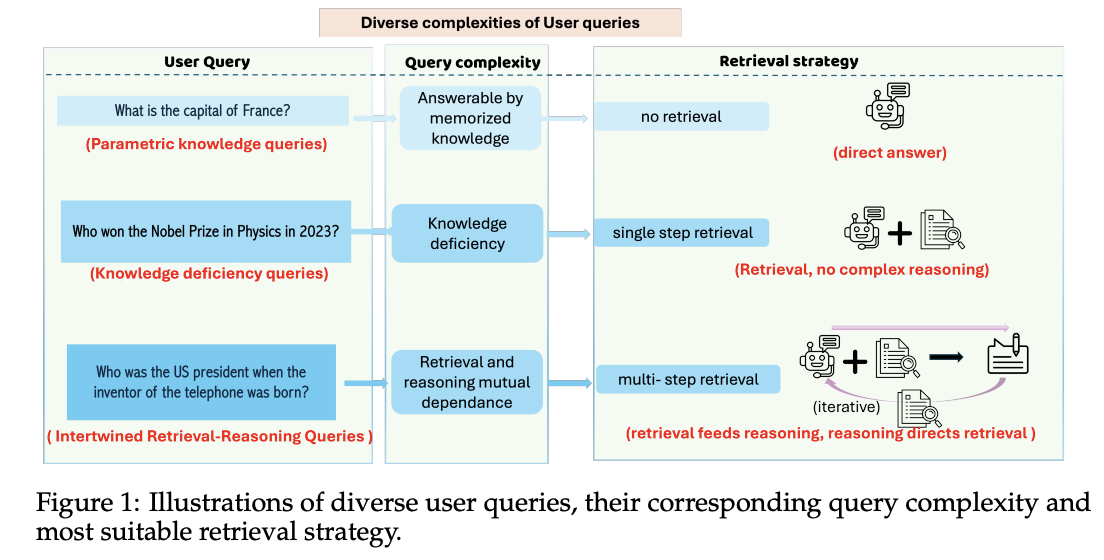 Diverse complexities of User queries
User Query
Query complexity
Retrieval strategy
What is the capital of France?
(Parametric knowledge queries)
Answerable by
memorized
knowledge
no retrieval
(direct answer)
Who won the Nobel Prize in Physics in 2023?
(Knowledge deficiency queries)
Knowledge
deficiency
single step retrieval
(Retrieval, no complex reasoning)
Who was the US president when the
inventor of the telephone was born?
( Intertwined Retrieval-Reasoning Queries )
Retrieval and
reasoning mutual
dependance
multi- step retrieval
(iterative)
(retrieval feeds reasoning, reasoning directs retrieval )
Figure 1: Illustrations of diverse user queries, their corresponding query complexity and
most suitable retrieval strategy.